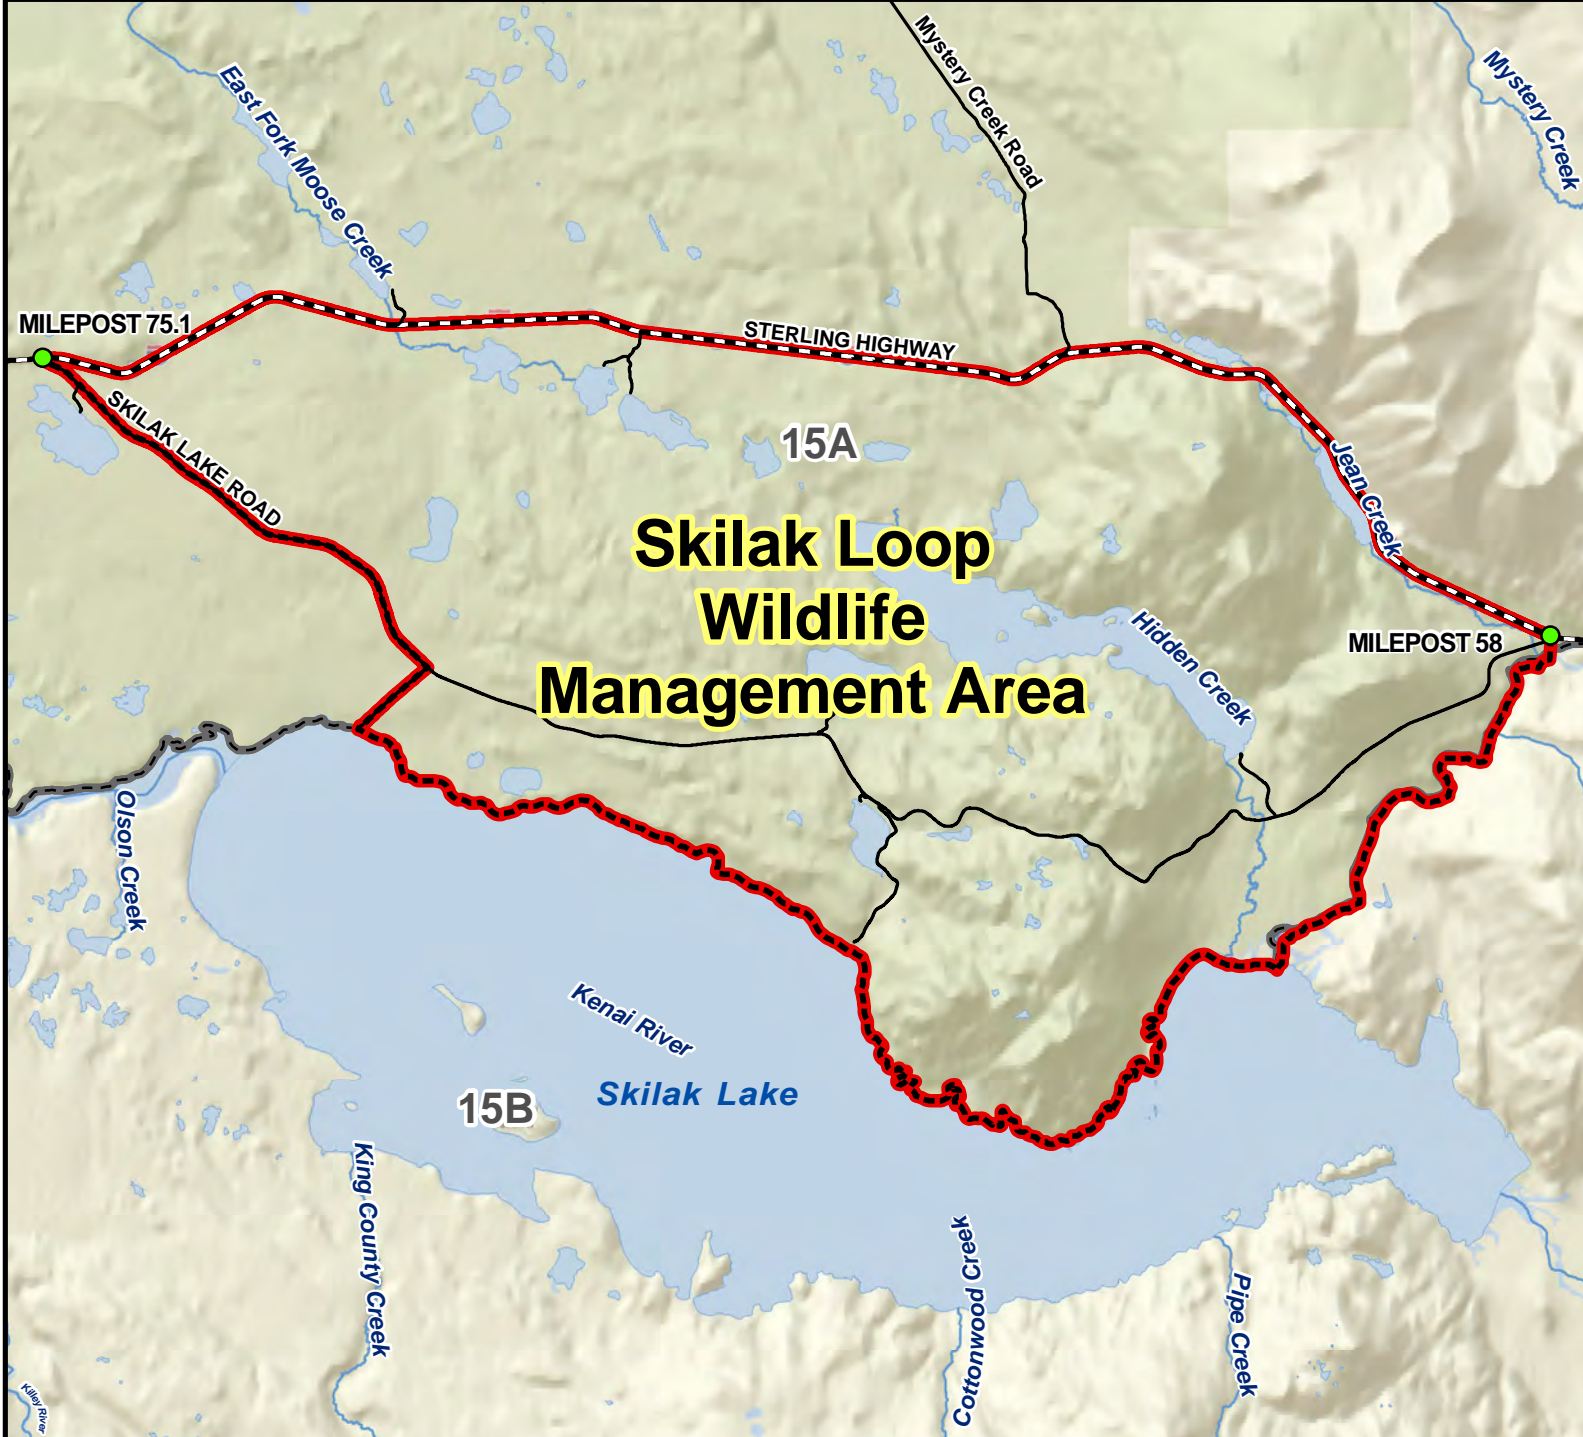 Mystery Creek Road
Mystery Creek
East Fork Moose Creek
MILEPOST 75.1
STERLING HIGHWAY
SKILAK LAKE ROAD
15A
Jean Creek
Skilak Loop
Wildlife
Management Area
Hidden Creek
MILEPOST 58
Olson Creek
Kenai River
Skilak Lake
15B
King County Creek
Cottonwood Creek
Pipe Creek
Killey River